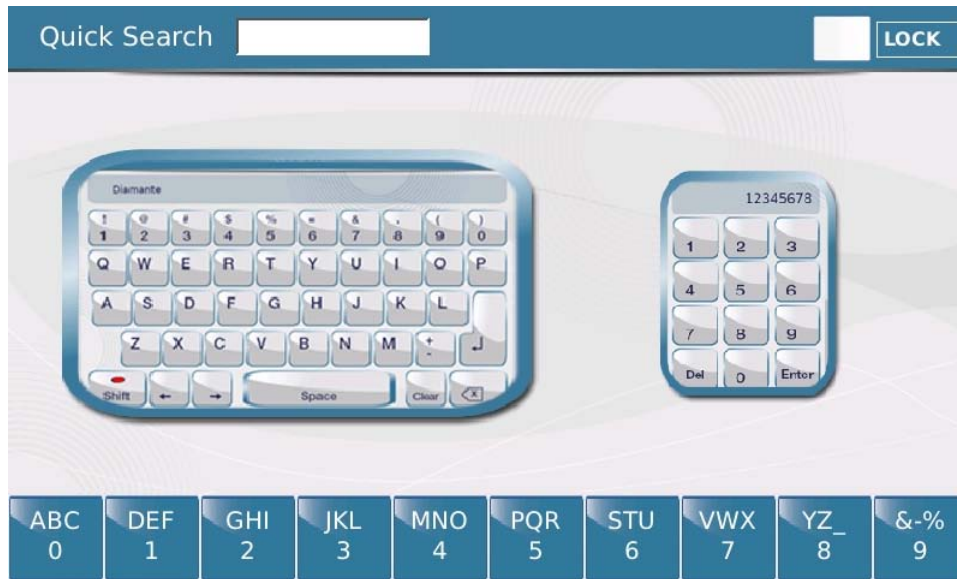 Quick Search LOCK
Diamante
! @ # $ % = & . ( )
1 2 3 4 5 6 7 8 9 0
Q W E R T Y U I O P
A S D F G H J K L
Z X C V B N M + -
Shift ← → Space Clear X
12345678
1 2 3
4 5 6
7 8 9
Del 0 Enter
ABC DEF GHI JKL MNO PQR STU VWX YZ_ &-%
0 1 2 3 4 5 6 7 8 9